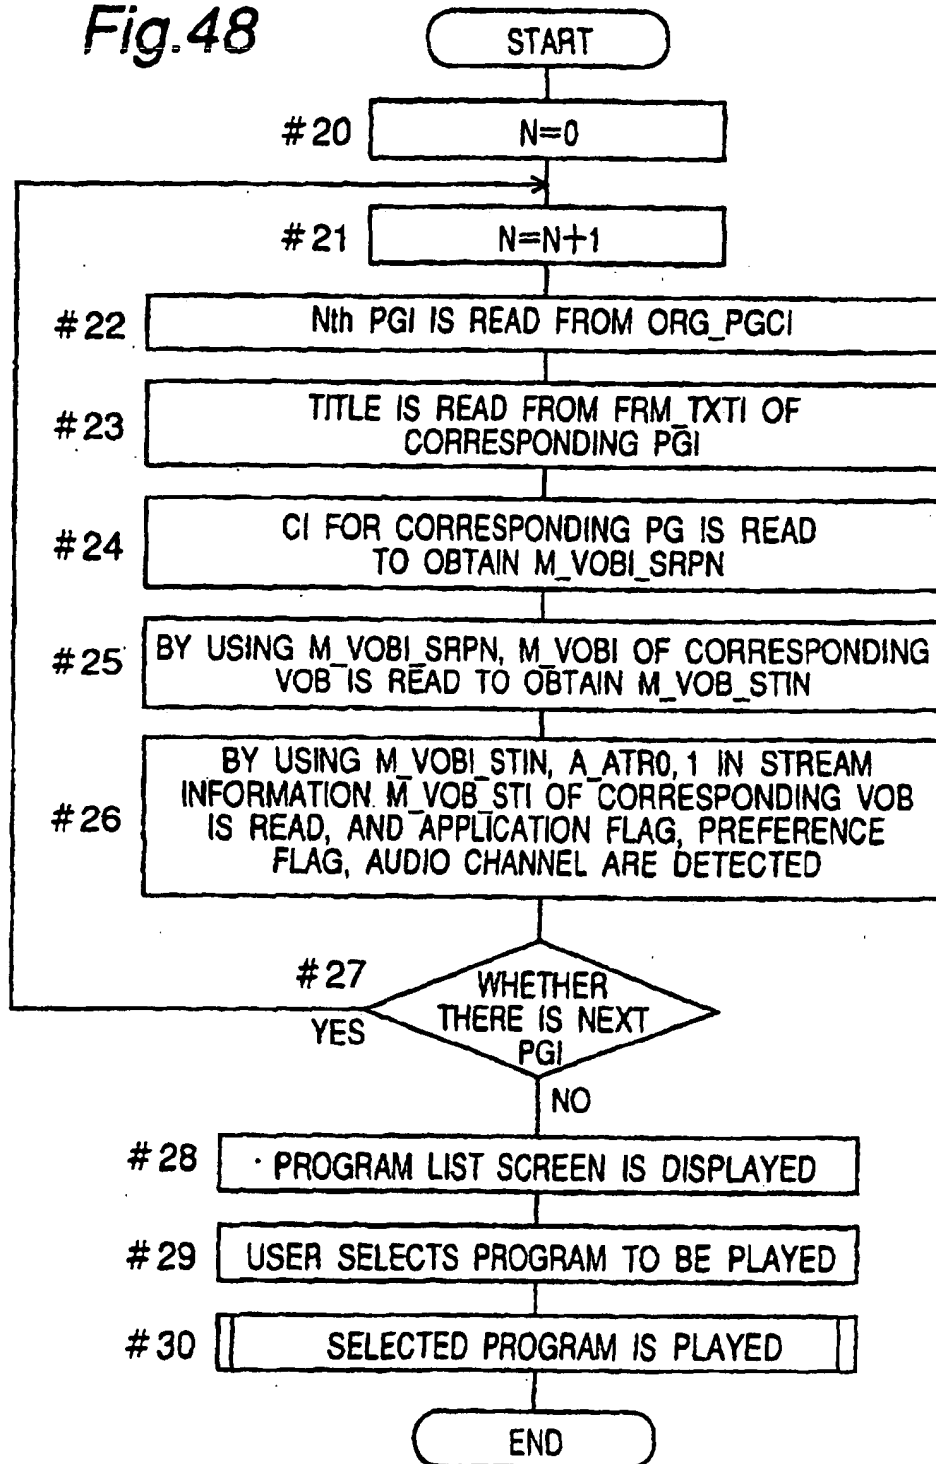 Fig.48
START
#20
N=0
#21
N=N+1
#22
Nth PGI IS READ FROM ORG_PGCI
#23
TITLE IS READ FROM FRM_TXTI OF
CORRESPONDING PGI
#24
CI FOR CORRESPONDING PG IS READ
TO OBTAIN M_VOBI_SRPN
#25
BY USING M_VOBI_SRPN, M_VOBI OF CORRESPONDING
VOB IS READ TO OBTAIN M_VOB_STIN
#26
BY USING M_VOBI_STIN, A_ATR0, 1 IN STREAM
INFORMATION M_VOB_STI OF CORRESPONDING VOB
IS READ, AND APPLICATION FLAG, PREFERENCE
FLAG, AUDIO CHANNEL ARE DETECTED
#27
WHETHER
THERE IS NEXT
PGI
YES
NO
#28
PROGRAM LIST SCREEN IS DISPLAYED
#29
USER SELECTS PROGRAM TO BE PLAYED
#30
SELECTED PROGRAM IS PLAYED
END